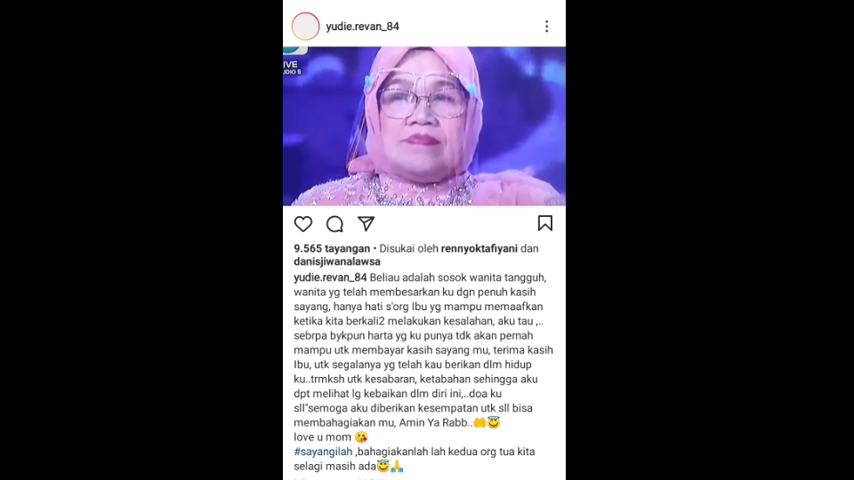 yudie.revan_84
IVE
UDIO 5
9.565 tayangan • Disukai oleh rennyoktafiyani dan
danisjiwanalawsa
yudie.revan_84 Beliau adalah sosok wanita tangguh,
wanita yg telah membesarkan ku dgn penuh kasih
sayang, hanya hati s'org Ibu yg mampu memaafkan
ketika kita berkali2 melakukan kesalahan, aku tau ,..
sebrpa bykpun harta yg ku punya tdk akan pernah
mampu utk membayar kasih sayang mu, terima kasih
Ibu, utk segalanya yg telah kau berikan dlm hidup
ku..trmksh utk kesabaran, ketabahan sehingga aku
dpt melihat lg kebaikan dlm diri ini,..doa ku
sll"semoga aku diberikan kesempatan utk sll bisa
membahagiakan mu, Amin Ya Rabb..🤲😇
love u mom 😘
#sayangilah ,bahagiakanlah lah kedua org tua kita
selagi masih ada😇🙏